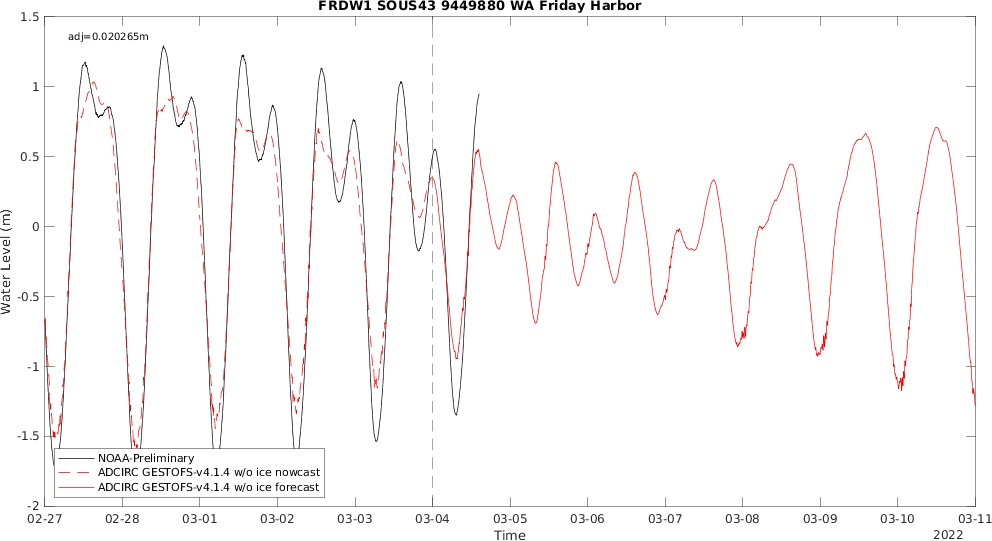 FRDW1 SOUS43 9449880 WA Friday Harbor
adj=0.020265m
1.5
1
0.5
0
-0.5
-1
-1.5
-2
Water Level (m)
NOAA-Preliminary
ADCIRC GESTOFS-v4.1.4 w/o ice nowcast
ADCIRC GESTOFS-v4.1.4 w/o ice forecast
02-27 02-28 03-01 03-02 03-03 03-04 03-05 03-06 03-07 03-08 03-09 03-10 03-11
Time
2022